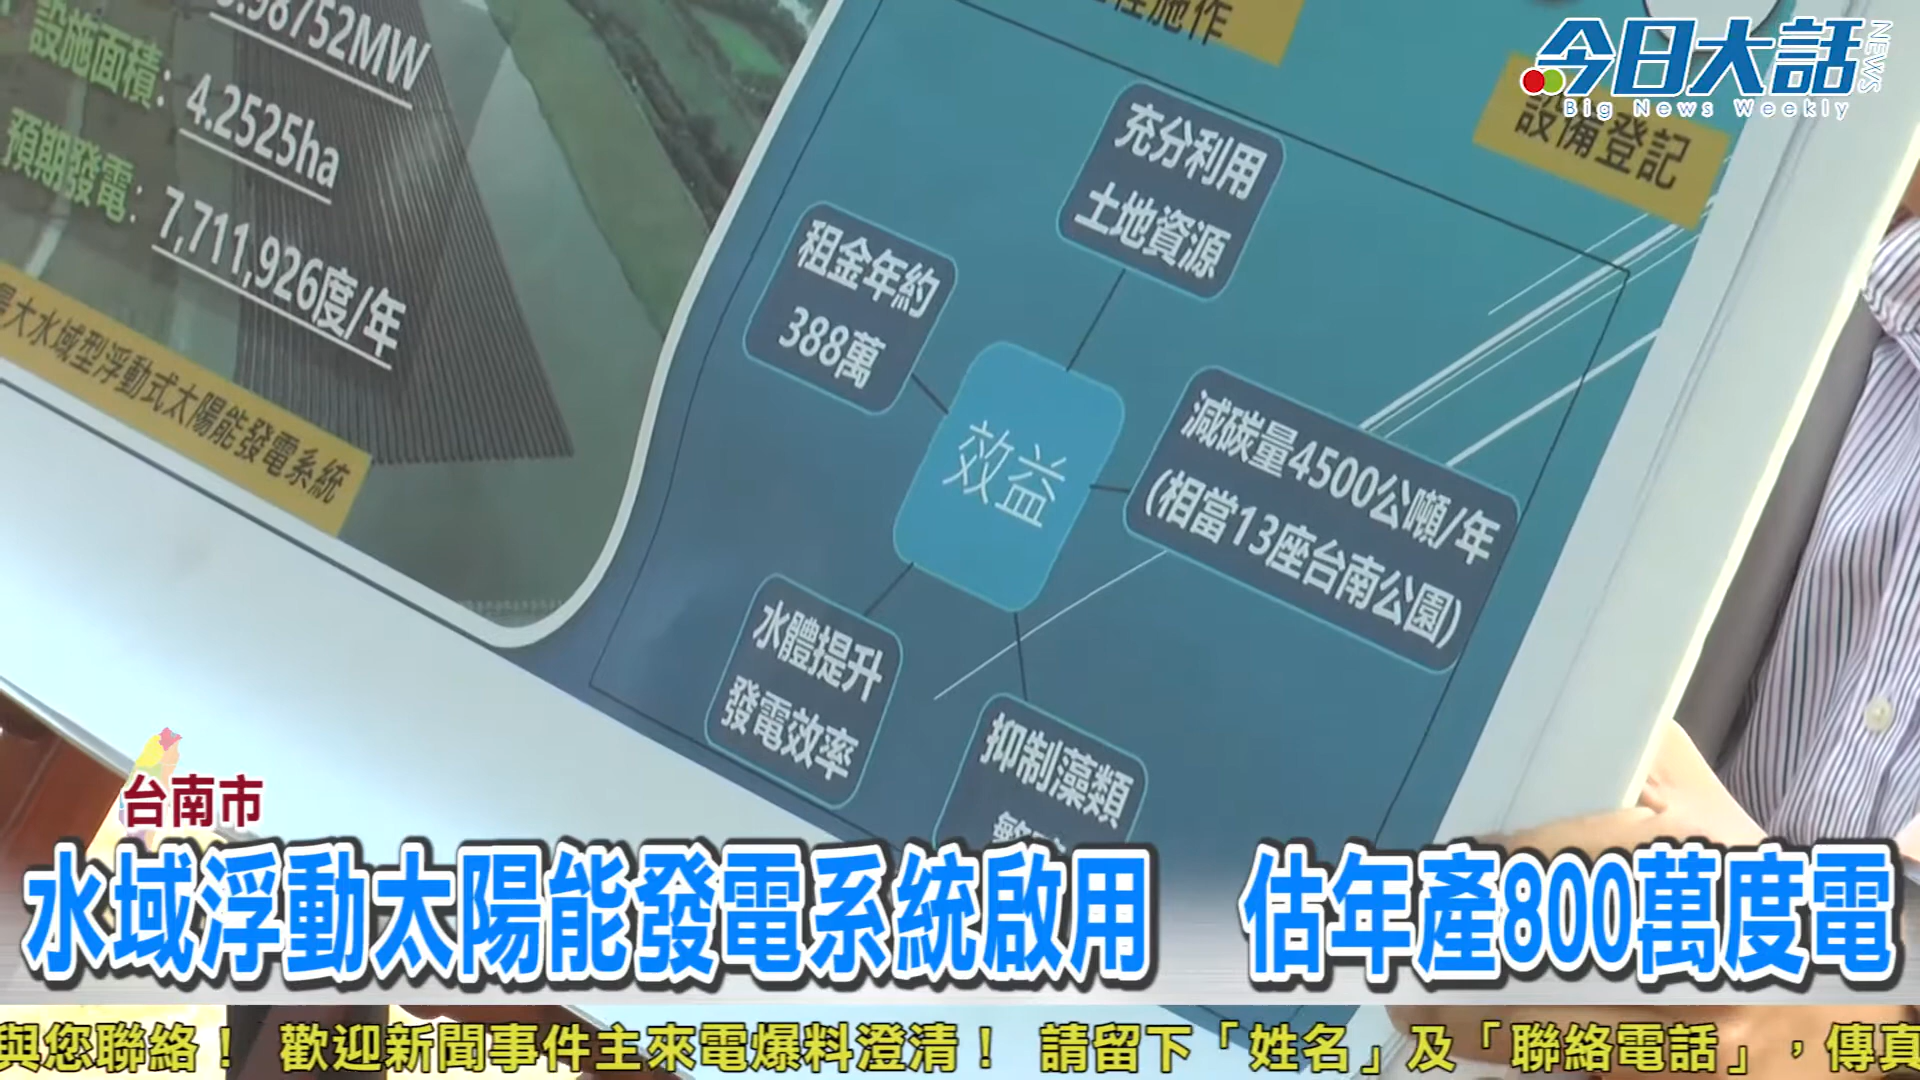 今日大話
NEWS
Big News Weekly
設備登記
施作
.98752MW
設施面積: 4.2525ha
預期發電: 7,711,926度/年
最大水域型浮動式太陽能發電系統
充分利用
土地資源
租金年約
388萬
效益
減碳量4500公噸/年
(相當13座台南公園)
水體提升
發電效率
抑制藻類
台南市
水域浮動太陽能發電系統啟用 估年產800萬度電
與您聯絡！ 歡迎新聞事件主來電爆料澄清！ 請留下「姓名」及「聯絡電話」，傳真